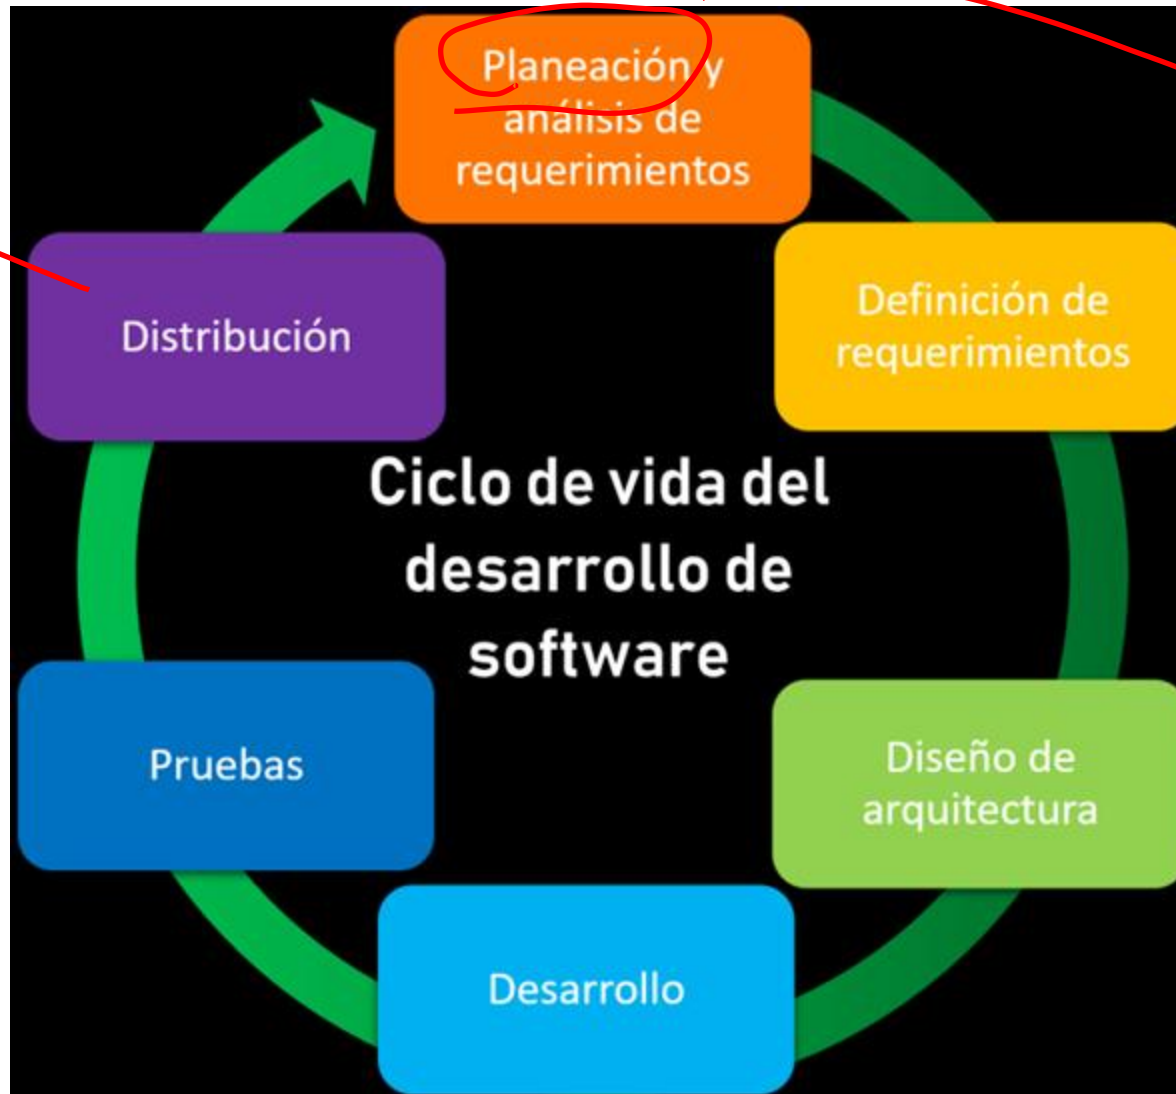 Planeación y
análisis de
requerimientos
Definición de
requerimientos
Diseño de
arquitectura
Desarrollo
Pruebas
Distribución
Ciclo de vida del
desarrollo de
software